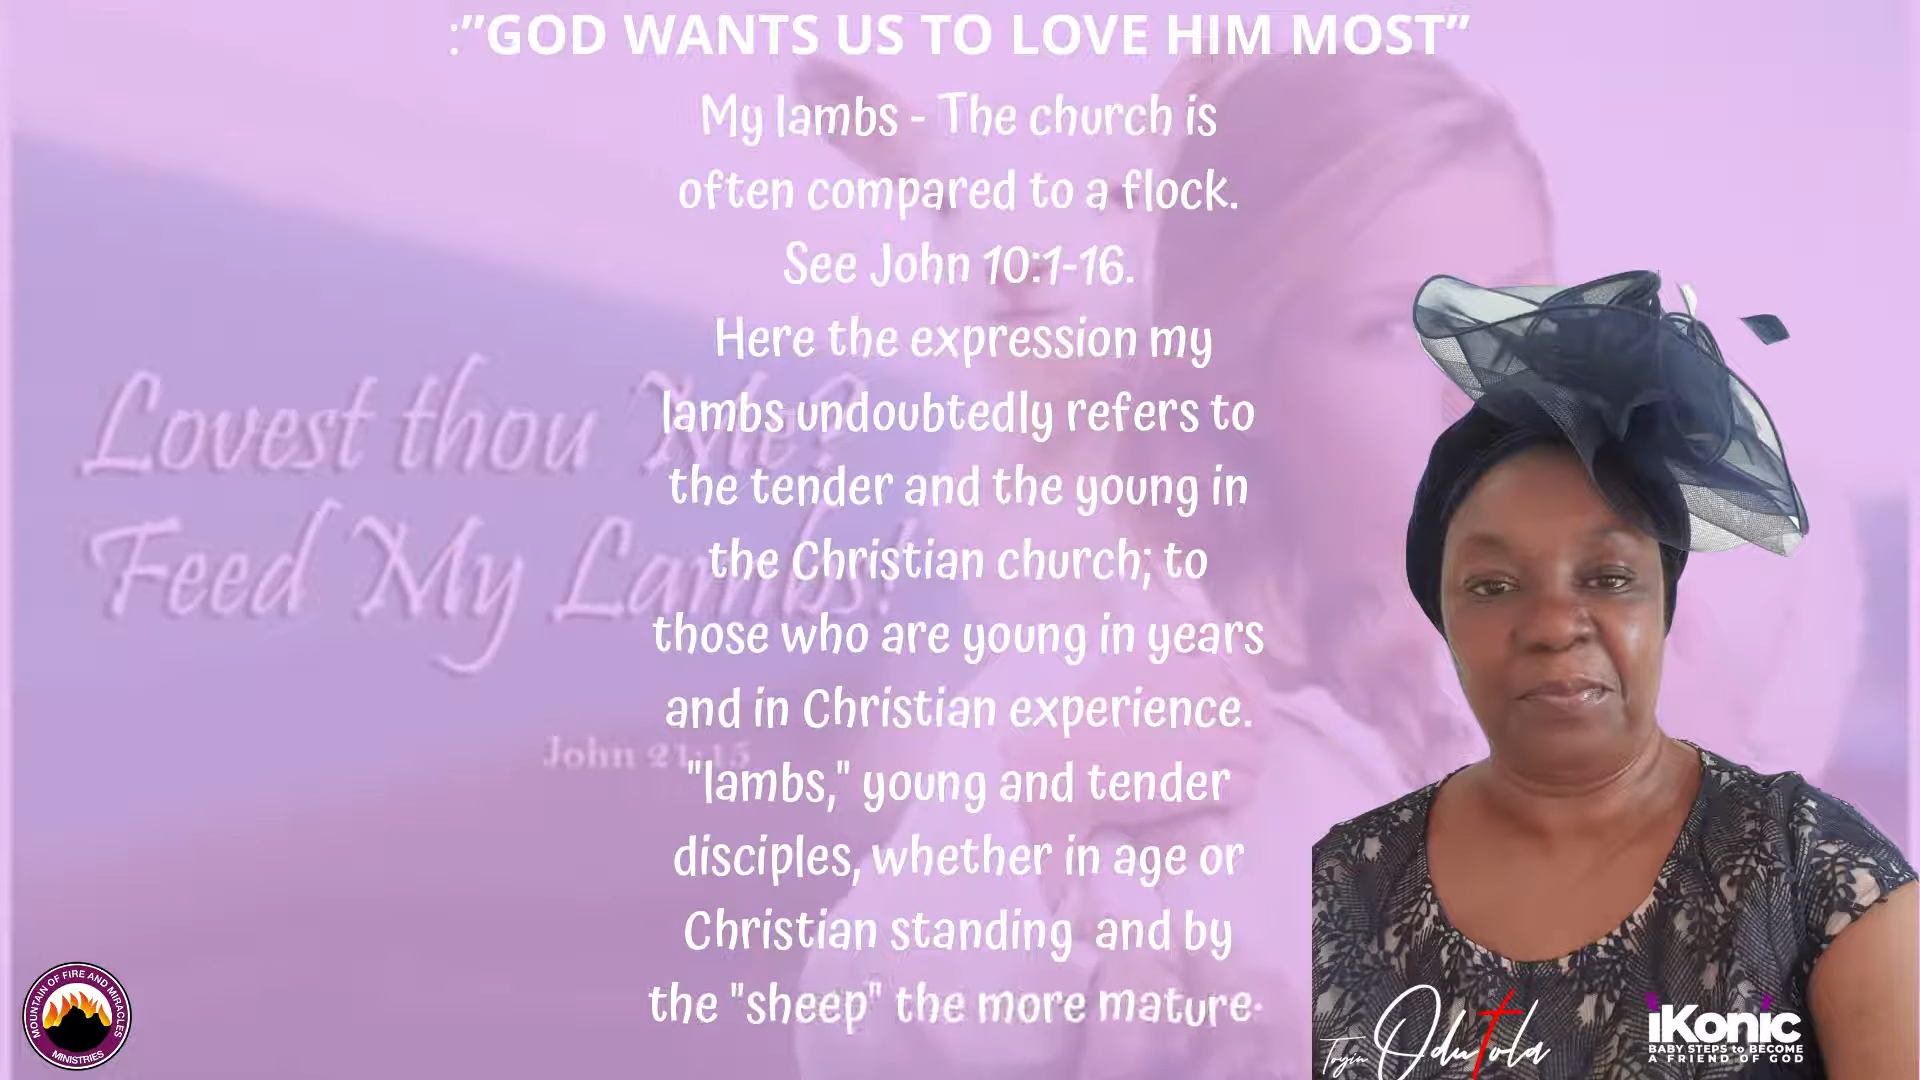 :”GOD WANTS US TO LOVE HIM MOST”
My lambs - The church is
often compared to a flock.
See John 10:1-16.
Here the expression my
lambs undoubtedly refers to
the tender and the young in
the Christian church; to
those who are young in years
and in Christian experience.
"lambs," young and tender
disciples, whether in age or
Christian standing  and by
the "sheep" the more mature.
Lovest thou Me?
Feed My Lambs!
John 21:15
MOUNTAIN OF FIRE AND MIRACLES
MINISTRIES
Toyin Odutola
iKonic
BABY STEPS to BECOME
A FRIEND OF GOD